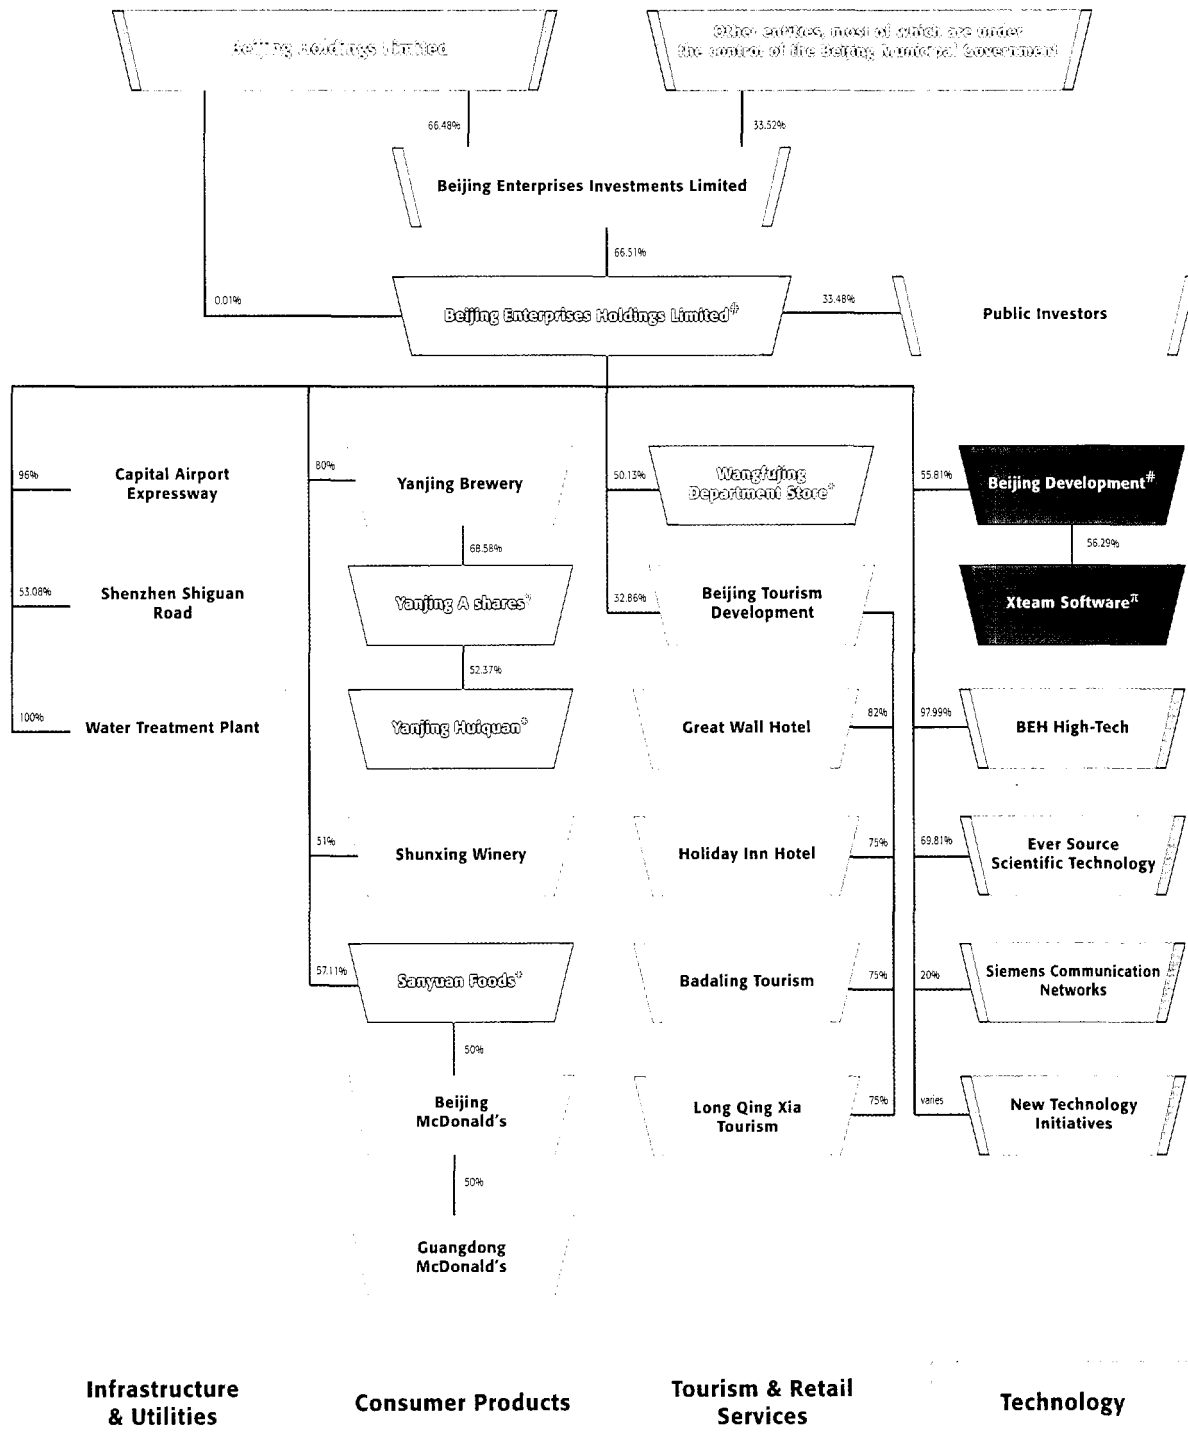 Beijing Holdings Limited
Other entities, most of which are under
the control of the Beijing Municipal Government
66.48%
33.52%
Beijing Enterprises Investments Limited
66.51%
0.01%
Beijing Enterprises Holdings Limited#
33.48%
Public Investors
96%
Capital Airport
Expressway
80%
Yanjing Brewery
50.13%
Wangfujing
Department Store*
55.81%
Beijing Development#
68.58%
56.29%
53.08%
Shenzhen Shiguan
Road
Yanjing A shares*
32.86%
Beijing Tourism
Development
Xteam Software π
52.37%
100%
Water Treatment Plant
Yanjing Huiquan*
Great Wall Hotel
82%
97.99%
BEH High-Tech
51%
Shunxing Winery
Holiday Inn Hotel
75%
69.81%
Ever Source
Scientific Technology
57.11%
Sanyuan Foods*
Badaling Tourism
75%
20%
Siemens Communication
Networks
50%
Beijing
McDonald's
Long Qing Xia
Tourism
75%
varies
New Technology
Initiatives
50%
Guangdong
McDonald's
Infrastructure
& Utilities
Consumer Products
Tourism & Retail
Services
Technology